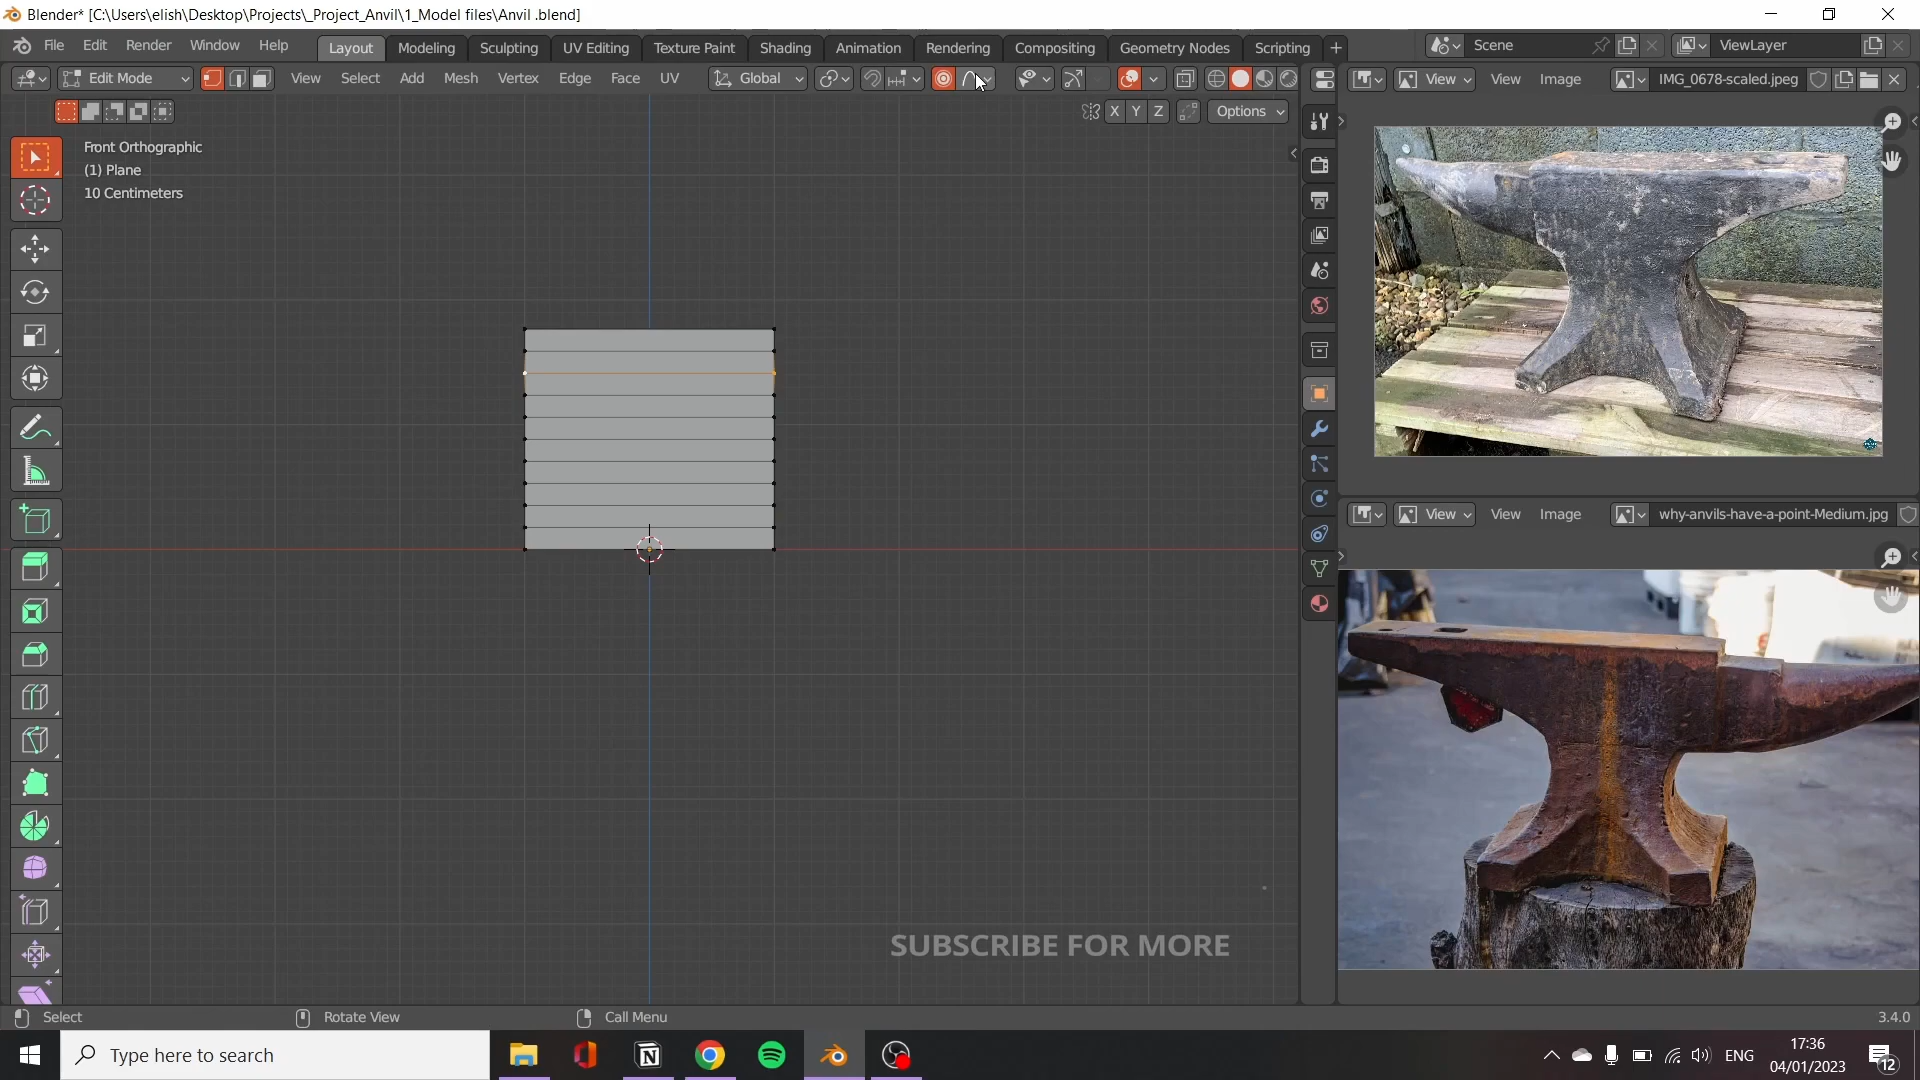 Blender* [C:\Users\elish\Desktop\Projects\_Project_Anvil\1_Model files\Anvil .blend]
File Edit Render Window Help Layout Modeling Sculpting UV Editing Texture Paint Shading Animation Rendering Compositing Geometry Nodes Scripting + Scene ViewLayer
Edit Mode View Select Add Mesh Vertex Edge Face UV Global View View Image IMG_0678-scaled.jpeg
X Y Z Options
Front Orthographic
(1) Plane
10 Centimeters
View View Image why-anvils-have-a-point-Medium.jpg
SUBSCRIBE FOR MORE
Select Rotate View Call Menu 3.4.0
Type here to search ENG 17:36
04/01/2023 12